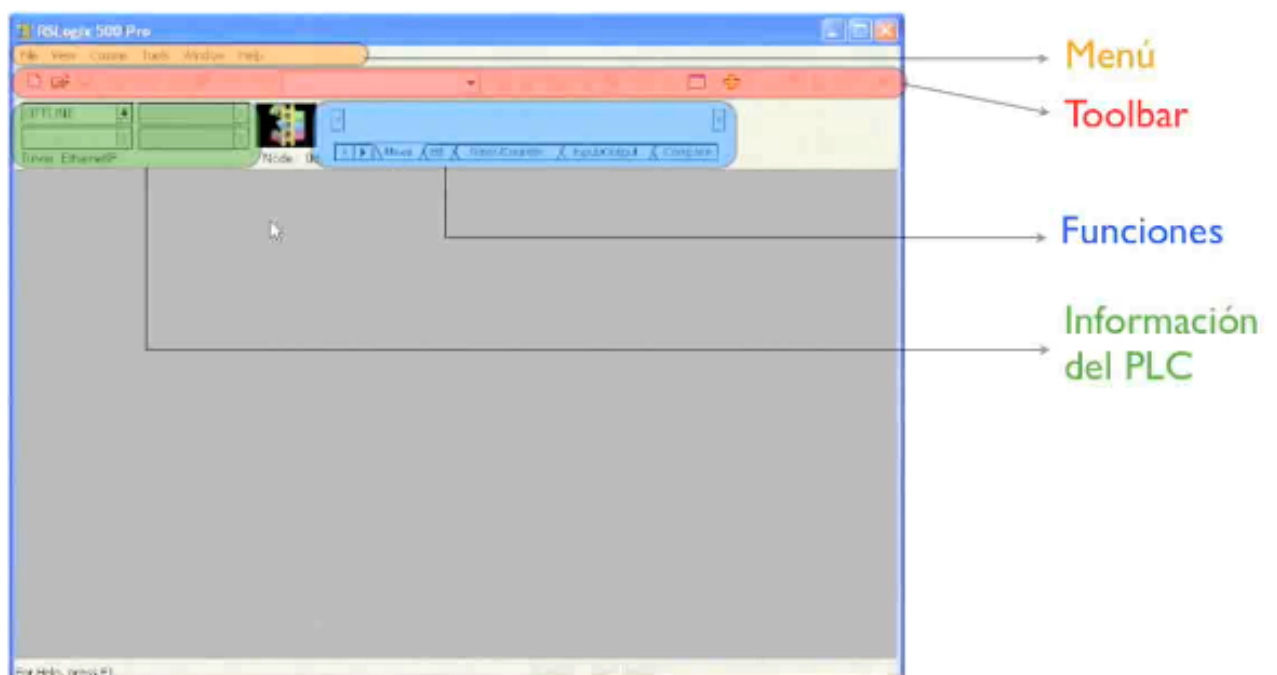 RSLogix 500 Pro
File View Comms Tools Window Help
Menú
Toolbar
OFFLINE
Driver: EthernetIP
Node:
User Bit Timer/Counter Input/Output Compare
Funciones
Información
del PLC
For Help, press F1